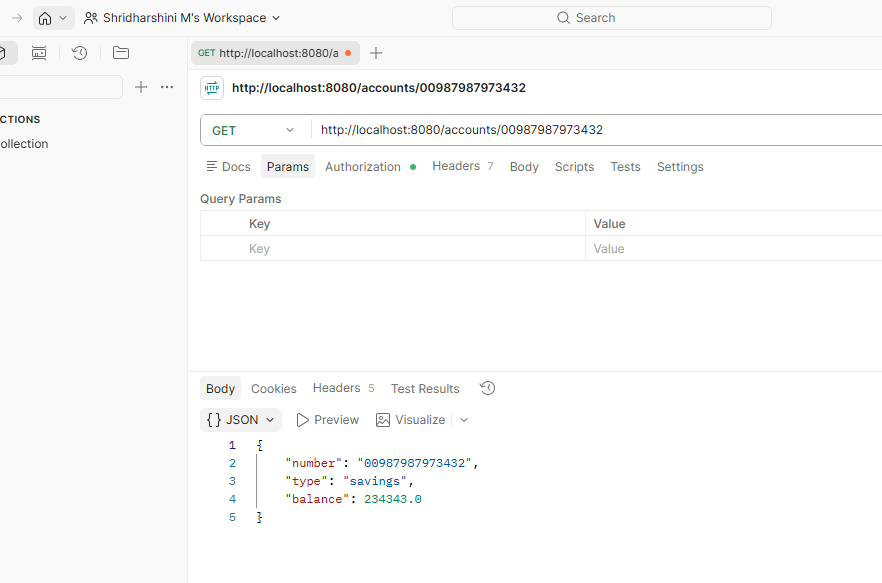 Shridharshini M's Workspace
Search
GET http://localhost:8080/a
HTTP http://localhost:8080/accounts/00987987973432
CTIONS
ollection
GET http://localhost:8080/accounts/00987987973432
Docs Params Authorization Headers 7 Body Scripts Tests Settings
Query Params
Key Value
Key Value
Body Cookies Headers 5 Test Results
{} JSON Preview Visualize
1 {
2 "number": "00987987973432",
3 "type": "savings",
4 "balance": 234343.0
5 }